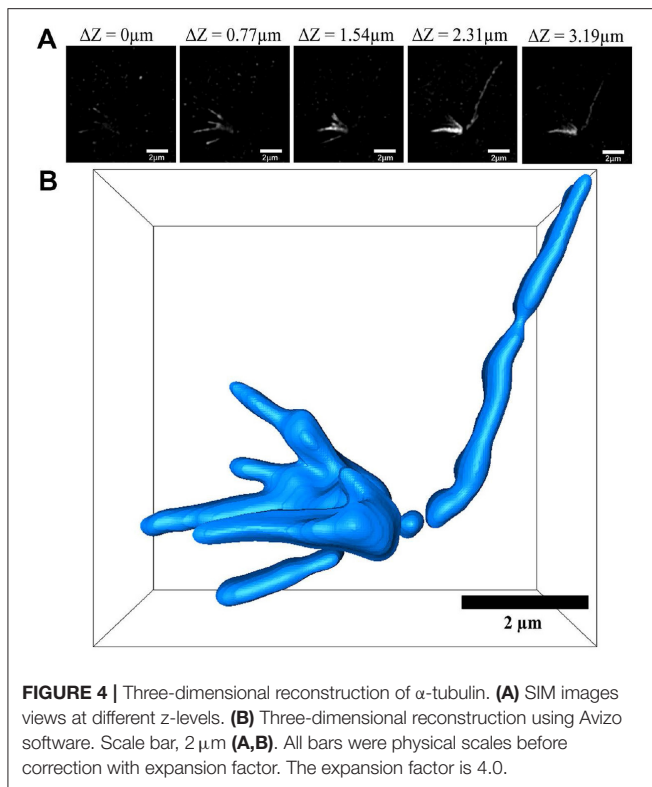 A
ΔZ = 0µm ΔZ = 0.77µm ΔZ = 1.54µm ΔZ = 2.31µm ΔZ = 3.19µm
2µm 2µm 2µm 2µm 2µm
B
2 µm
FIGURE 4 | Three-dimensional reconstruction of α-tubulin. (A) SIM images
views at different z-levels. (B) Three-dimensional reconstruction using Avizo
software. Scale bar, 2 µm (A,B). All bars were physical scales before
correction with expansion factor. The expansion factor is 4.0.